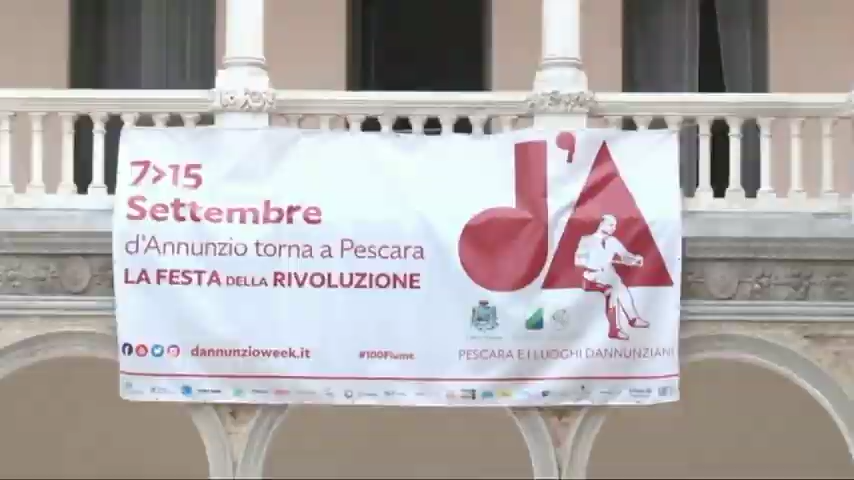 7>15
Settembre
d'Annunzio torna a Pescara
LA FESTA DELLA RIVOLUZIONE
dannunzioweek.it
#100Fiume
d'A
PESCARA E I LUOGHI DANNUNZIANI